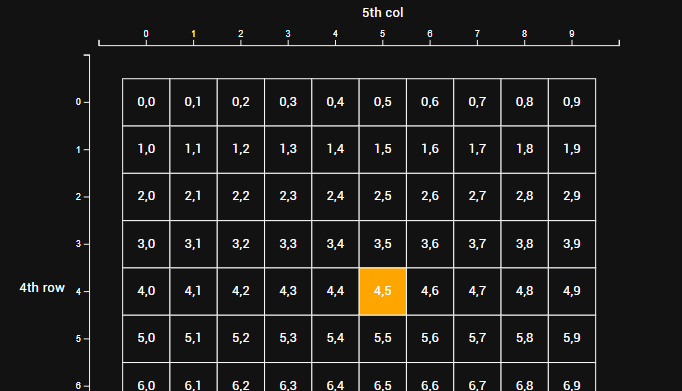 5th col
0 1 2 3 4 5 6 7 8 9
0 0,0 0,1 0,2 0,3 0,4 0,5 0,6 0,7 0,8 0,9
1 1,0 1,1 1,2 1,3 1,4 1,5 1,6 1,7 1,8 1,9
2 2,0 2,1 2,2 2,3 2,4 2,5 2,6 2,7 2,8 2,9
3 3,0 3,1 3,2 3,3 3,4 3,5 3,6 3,7 3,8 3,9
4th row 4 4,0 4,1 4,2 4,3 4,4 4,5 4,6 4,7 4,8 4,9
5 5,0 5,1 5,2 5,3 5,4 5,5 5,6 5,7 5,8 5,9
6 6,0 6,1 6,2 6,3 6,4 6,5 6,6 6,7 6,8 6,9